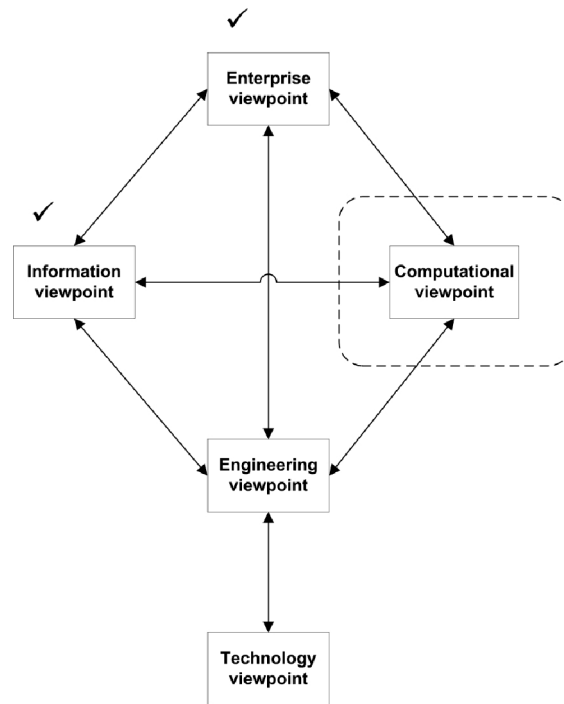 Enterprise
viewpoint
Information
viewpoint
Computational
viewpoint
Engineering
viewpoint
Technology
viewpoint